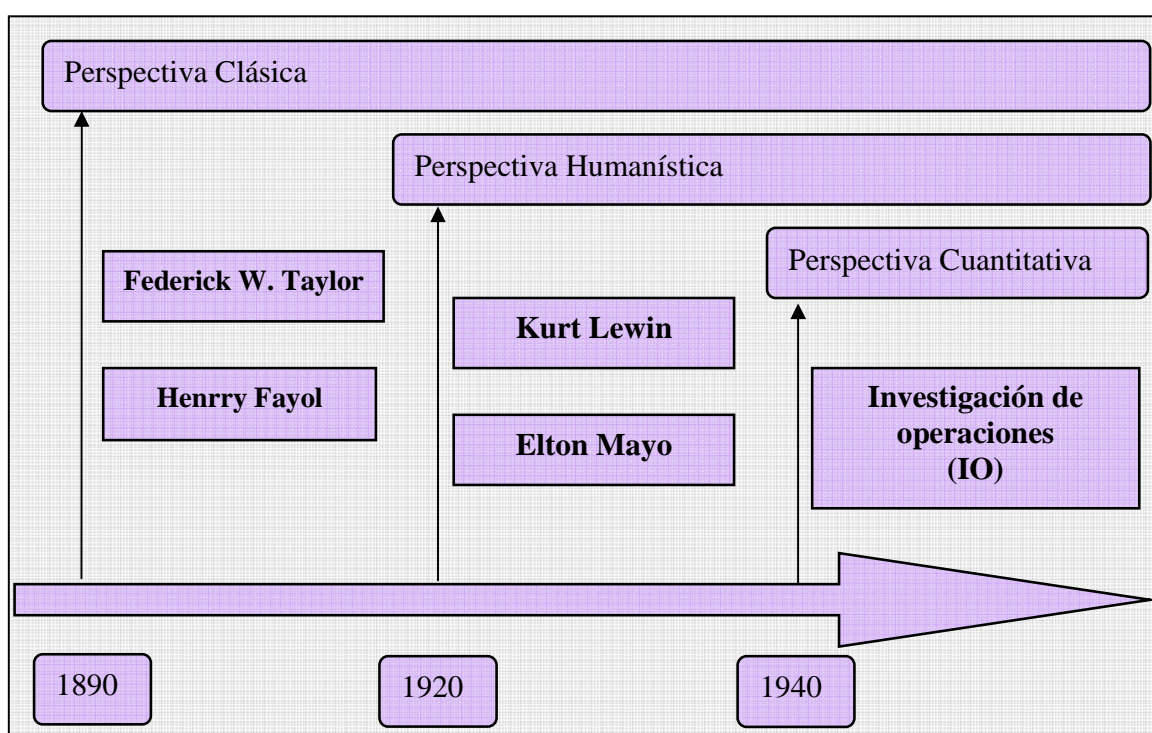 Perspectiva Clásica
Perspectiva Humanística
Perspectiva Cuantitativa
Federick W. Taylor
Henrry Fayol
Kurt Lewin
Elton Mayo
Investigación de
operaciones
(IO)
1890
1920
1940